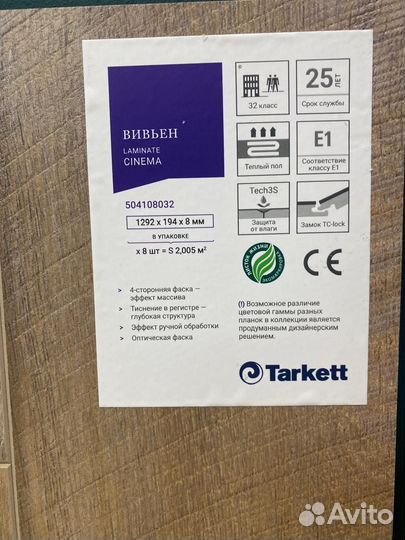 ВИВЬЕН
LAMINATE
CINEMA
504108032
1292 x 194 x 8 мм
В УПАКОВКЕ
x 8 шт = S 2,005 м²
32 класс
25 ЛЕТ
Срок службы
Теплый пол
E1
Соответствие
классу E1
Tech3S
Защита
от влаги
Замок TC-lock
ЛИСТОК ЖИЗНИ
CE
4-сторонняя фаска —
эффект массива
Тиснение в регистре —
глубокая структура
Эффект ручной обработки
Оптическая фаска
(!) Возможное различие
цветовой гаммы разных
планок в коллекции является
продуманным дизайнерским
решением.
Tarkett
Avito